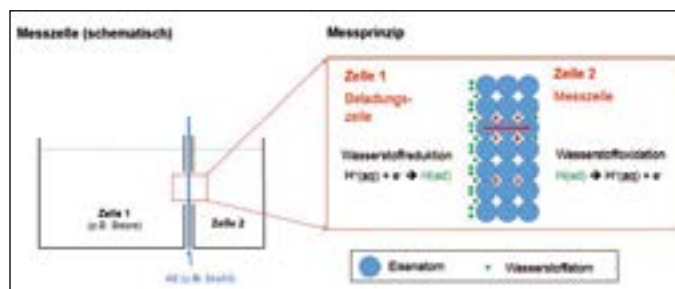 Messzelle (schematisch)
Messprinzip
Zelle 1
Beladungs-
zelle
Zelle 2
Messzelle
Wasserstoffreduktion
H⁺(aq) + e⁻ → H(ad)
Wasserstoffoxidation
H(ad) → H⁺(aq) + e⁻
Zelle 1
Zelle 2
Eisenatom
Wasserstoffatom